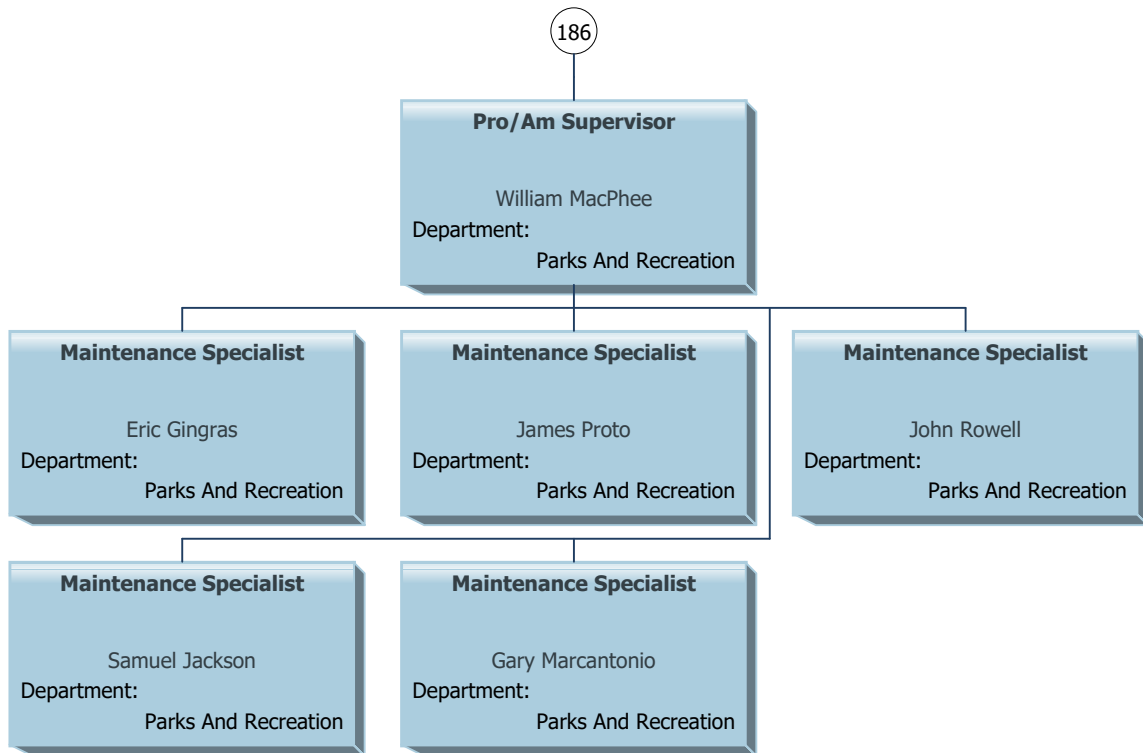 186
Pro/Am Supervisor
William MacPhee
Department:
Parks And Recreation
Maintenance Specialist
Eric Gingras
Department:
Parks And Recreation
Maintenance Specialist
James Proto
Department:
Parks And Recreation
Maintenance Specialist
John Rowell
Department:
Parks And Recreation
Maintenance Specialist
Samuel Jackson
Department:
Parks And Recreation
Maintenance Specialist
Gary Marcantonio
Department:
Parks And Recreation